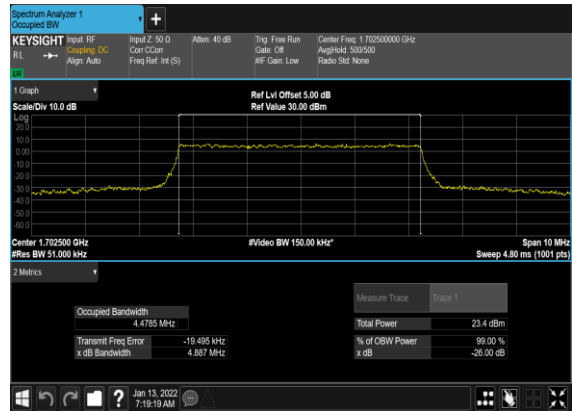 Spectrum Analyzer 1
Occupied BW
+
KEYSIGHT Input: RF Input Z: 50 Ω Atten: 40 dB Trig: Free Run Center Freq: 1.702500000 GHz
RL Coupling: DC Corr CCorr Gate: Off Avg|Hold: 500/500
Align: Auto Freq Ref: Int (S) #IF Gain: Low Radio Std: None
1 Graph
Ref Lvl Offset 5.00 dB
Scale/Div 10.0 dB Ref Value 30.00 dBm
Log
20.0
10.0
0.00
-10.0
-20.0
-30.0
-40.0
-50.0
-60.0
Center 1.702500 GHz #Video BW 150.00 kHz* Span 10 MHz
#Res BW 51.000 kHz Sweep 4.80 ms (1001 pts)
2 Metrics
Measure Trace Trace 1
Occupied Bandwidth
4.4785 MHz Total Power 23.4 dBm
Transmit Freq Error -19.495 kHz % of OBW Power 99.00 %
x dB Bandwidth 4.887 MHz x dB -26.00 dB
? Jan 13, 2022
7:19:19 AM